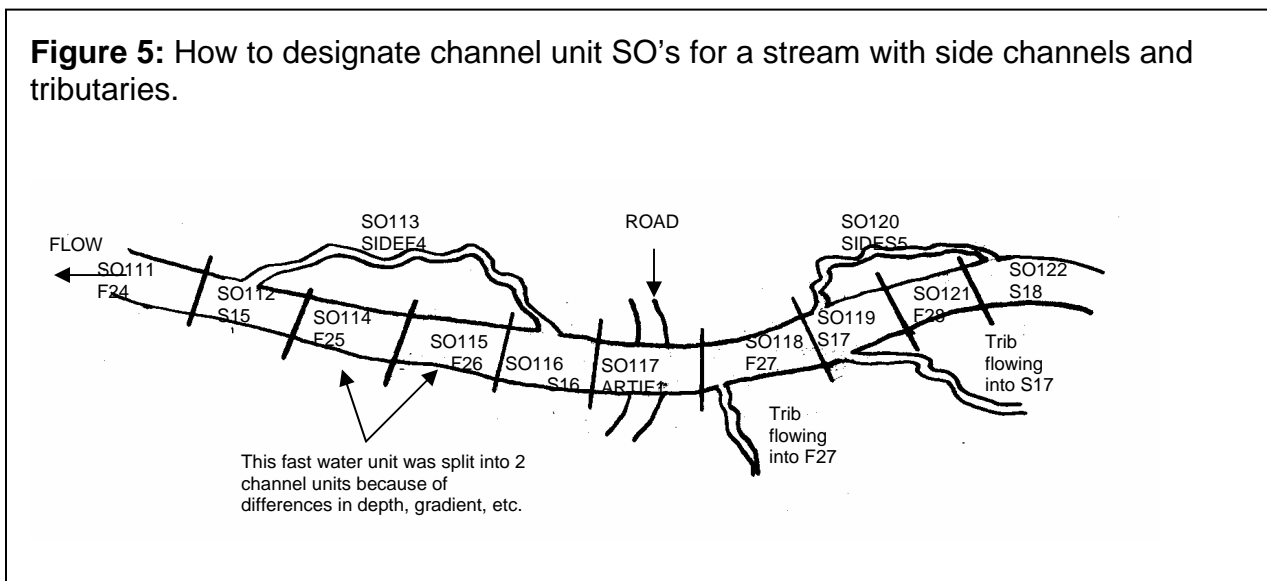 Figure 5: How to designate channel unit SO's for a stream with side channels and
tributaries.
SO113
SIDEF4
ROAD
SO120
SIDES5
FLOW
SO111
F24
SO112
S15
SO114
F25
SO115
F26
SO116
S16
SO117
ARTIF1
SO118
F27
SO119
S17
SO121
F28
SO122
S18
Trib
flowing
into S17
Trib
flowing
into F27
This fast water unit was split into 2
channel units because of
differences in depth, gradient, etc.